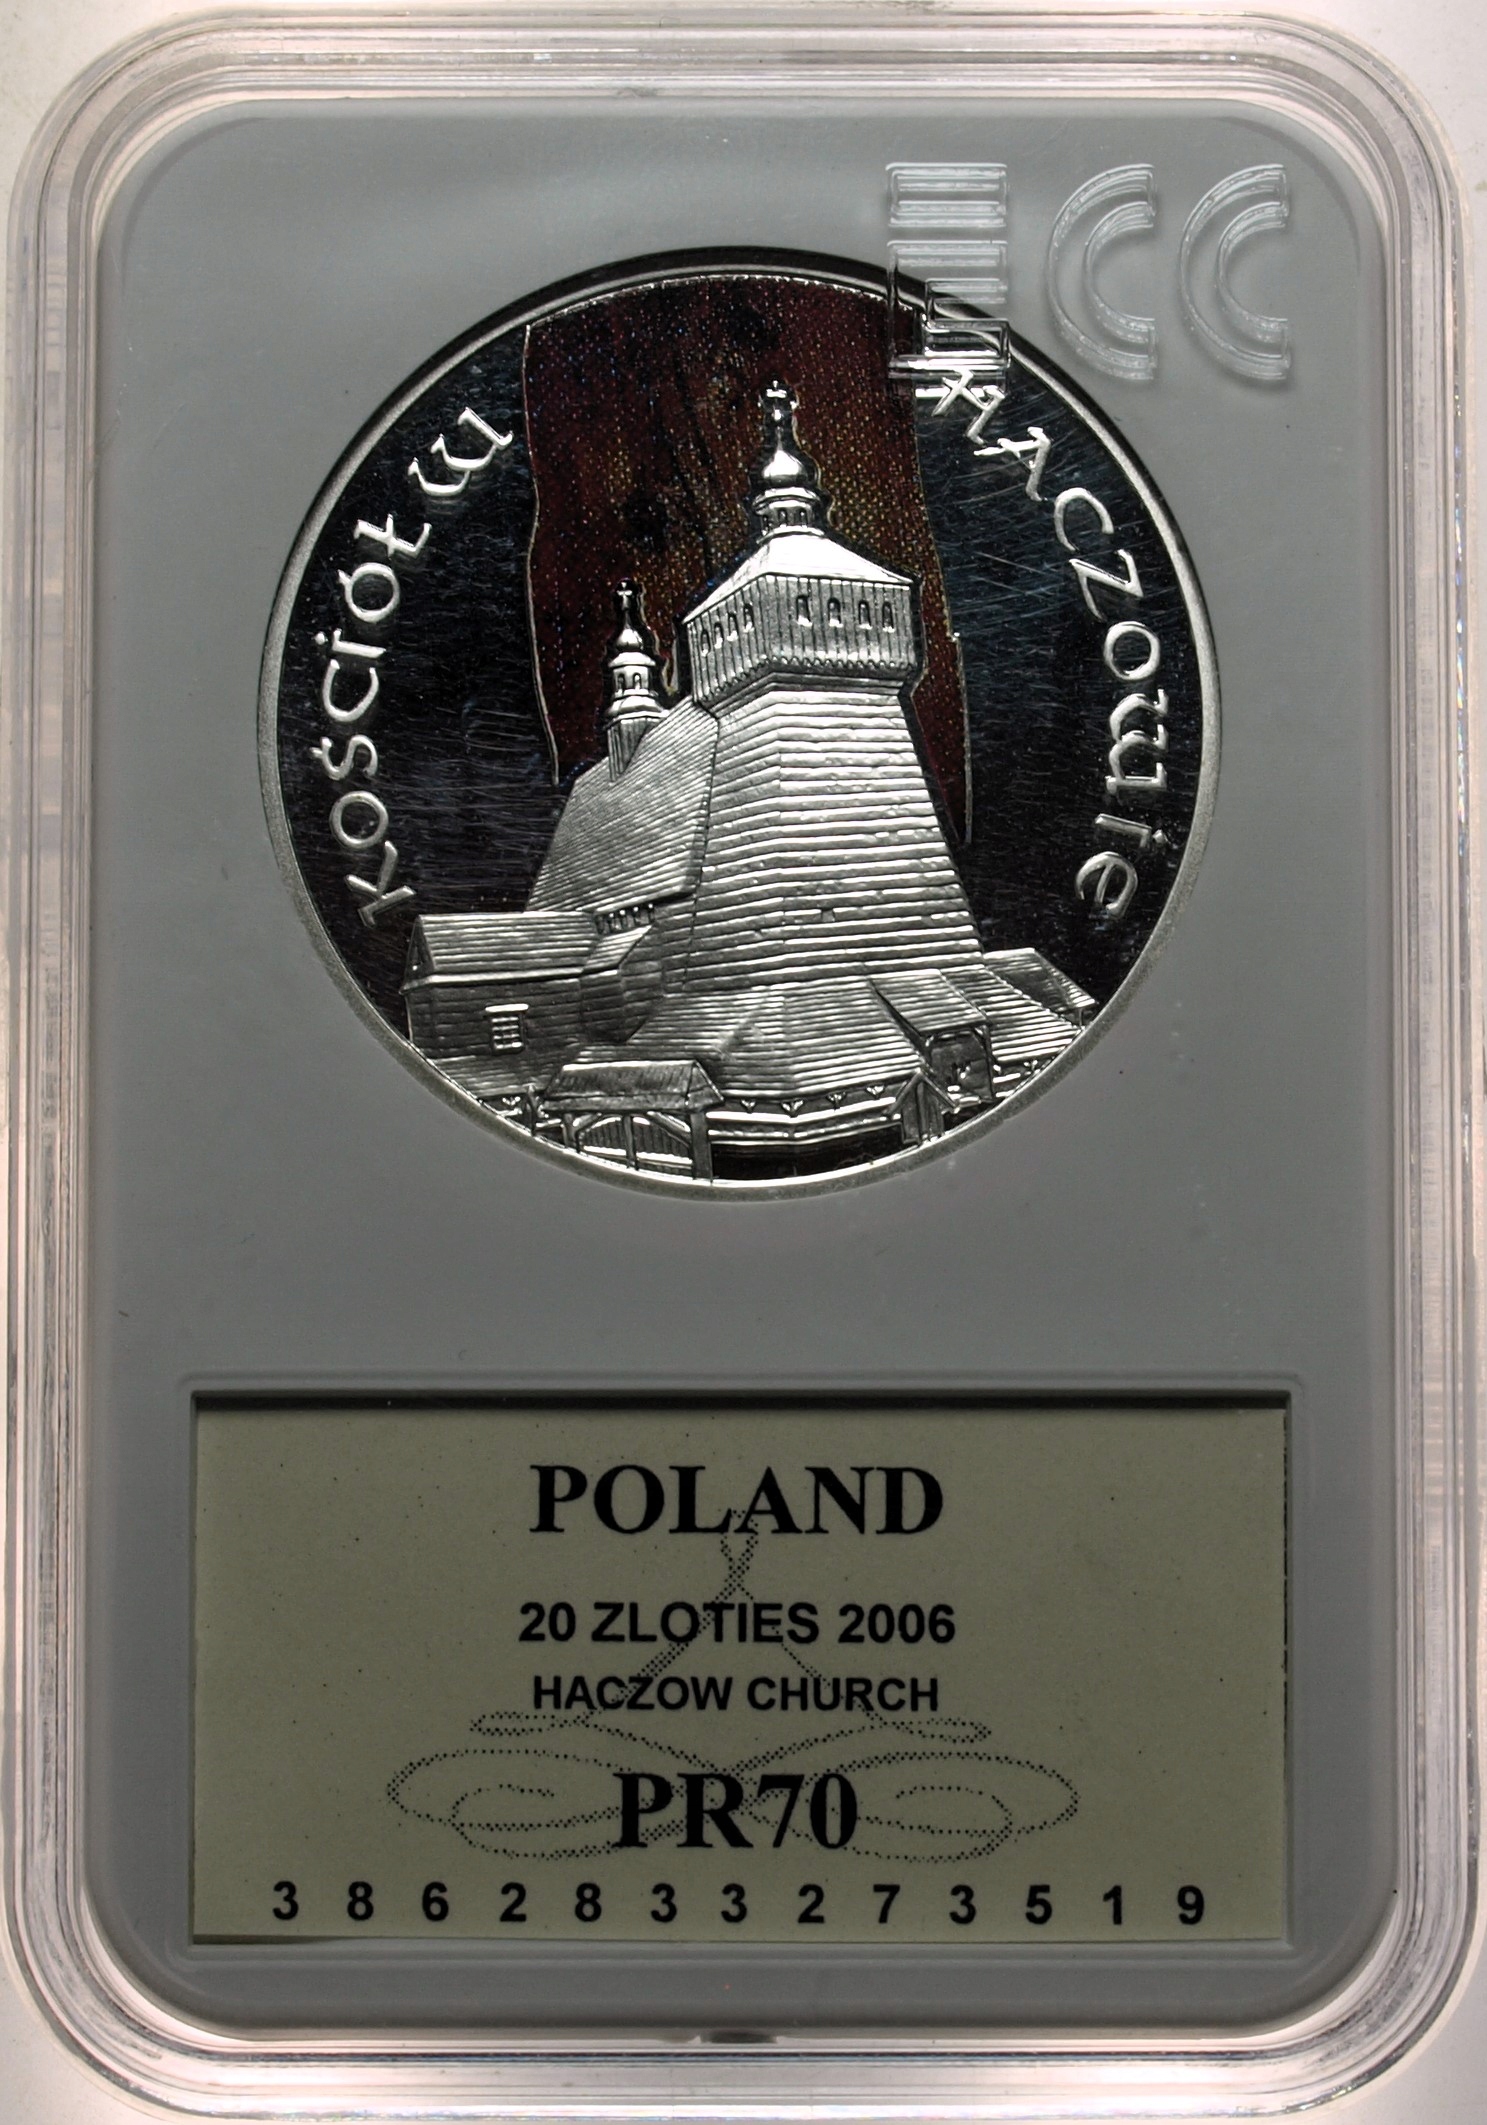 ECC
Kościół w Haczowie
POLAND
20 ZLOTIES 2006
HACZOW CHURCH
PR70
3 8 6 2 8 3 3 2 7 3 5 1 9